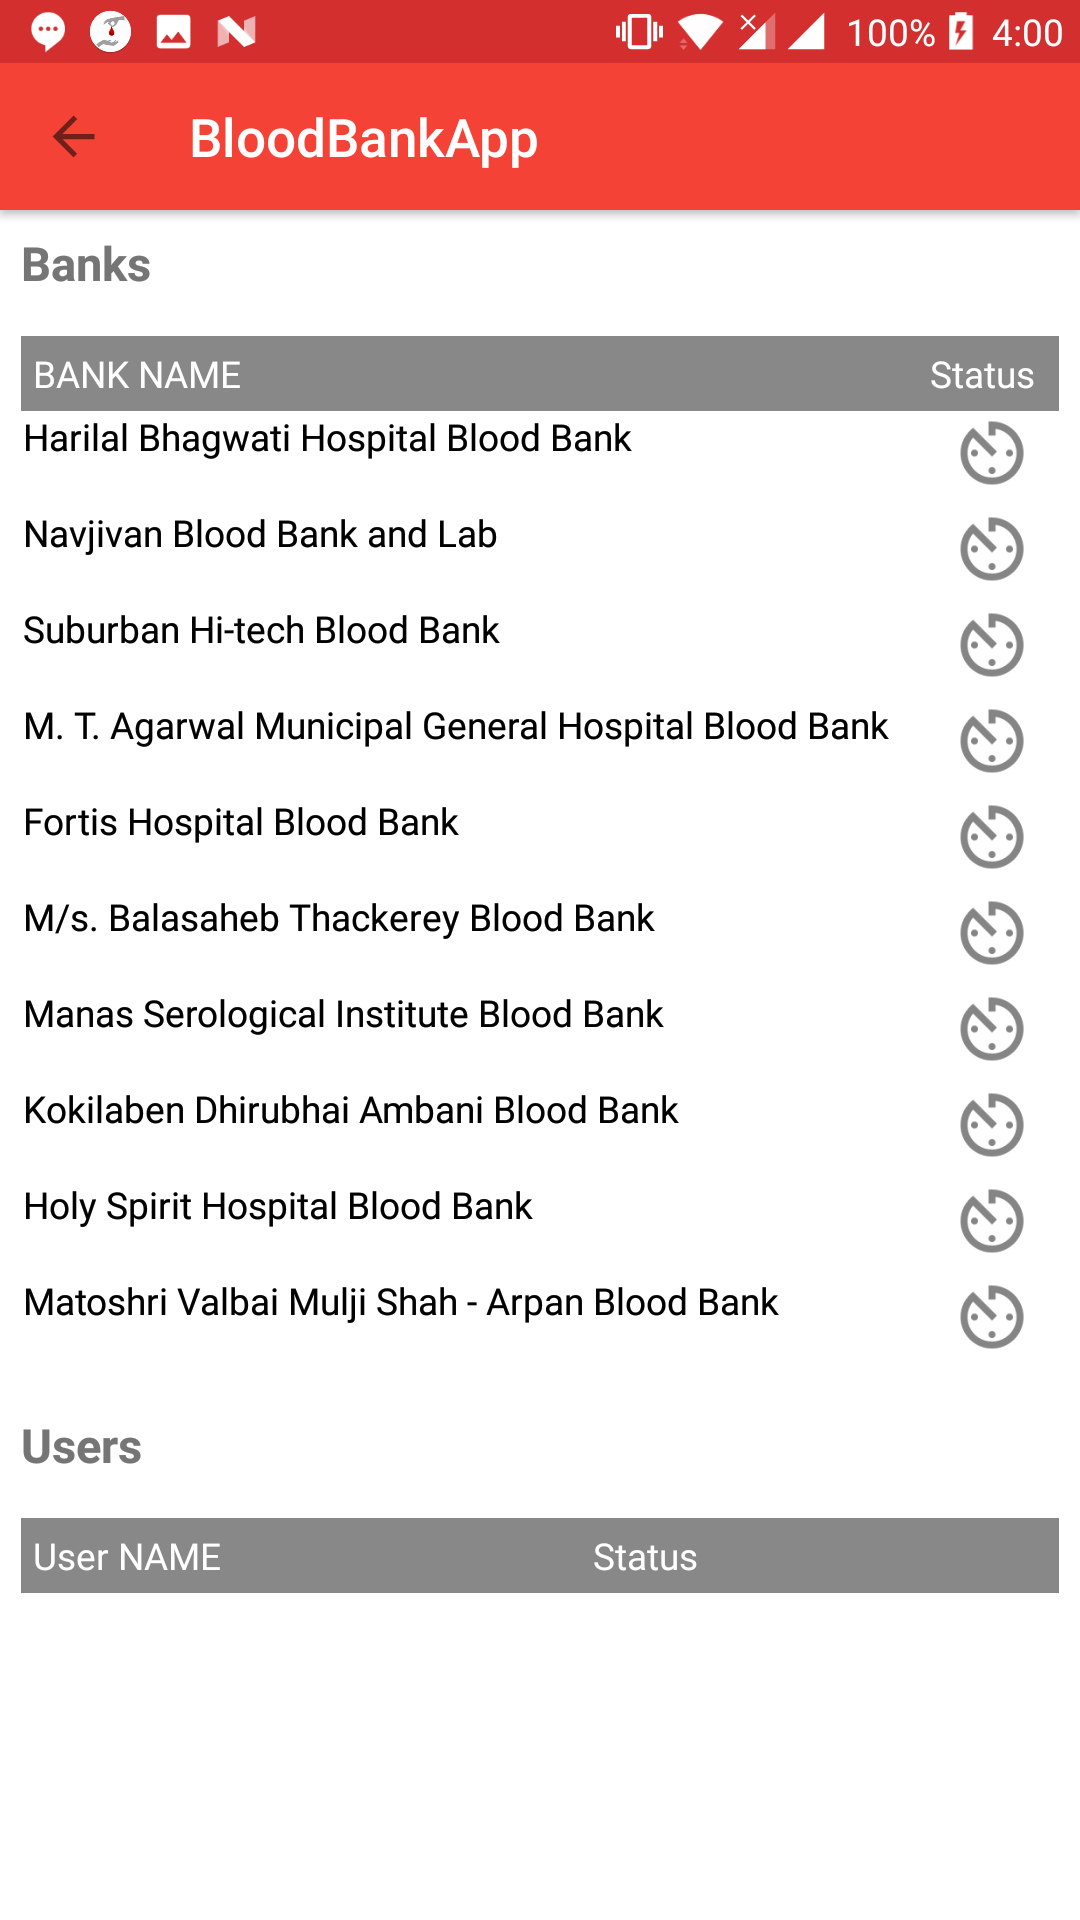 100% 4:00
BloodBankApp
Banks
BANK NAME Status
Harilal Bhagwati Hospital Blood Bank
Navjivan Blood Bank and Lab
Suburban Hi-tech Blood Bank
M. T. Agarwal Municipal General Hospital Blood Bank
Fortis Hospital Blood Bank
M/s. Balasaheb Thackerey Blood Bank
Manas Serological Institute Blood Bank
Kokilaben Dhirubhai Ambani Blood Bank
Holy Spirit Hospital Blood Bank
Matoshri Valbai Mulji Shah - Arpan Blood Bank
Users
User NAME Status